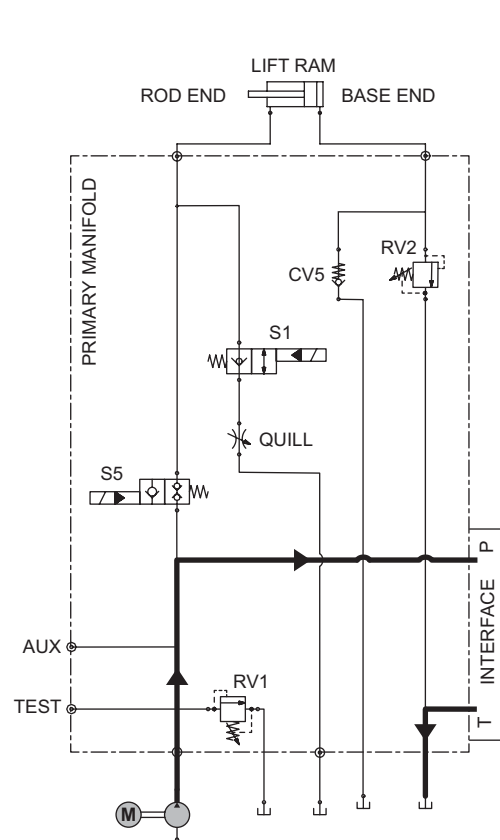 LIFT RAM
ROD END
BASE END
PRIMARY MANIFOLD
RV2
CV5
S1
QUILL
S5
P
INTERFACE
AUX
RV1
TEST
T
M